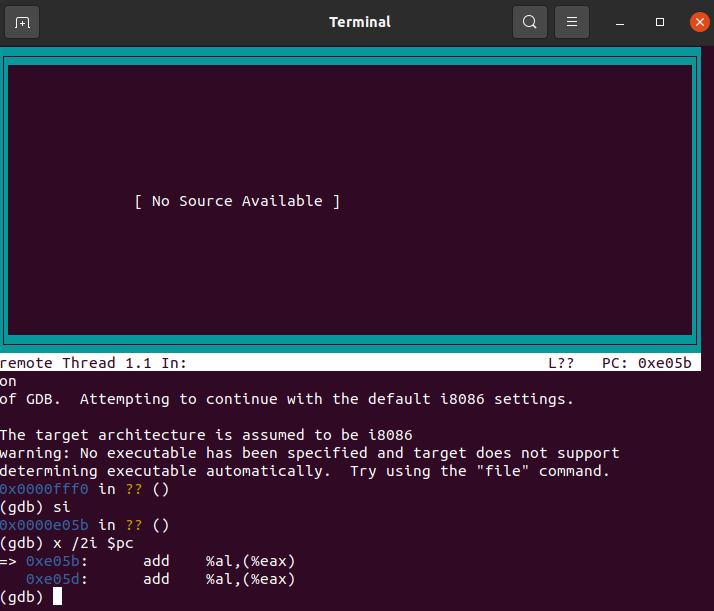 Terminal
[ No Source Available ]
remote Thread 1.1 In: L?? PC: 0xe05b
on
of GDB.  Attempting to continue with the default i8086 settings.
The target architecture is assumed to be i8086
warning: No executable has been specified and target does not support
determining executable automatically.  Try using the "file" command.
0x0000fff0 in ?? ()
(gdb) si
0x0000e05b in ?? ()
(gdb) x /2i $pc
=> 0xe05b:      add    %al,(%eax)
   0xe05d:      add    %al,(%eax)
(gdb)